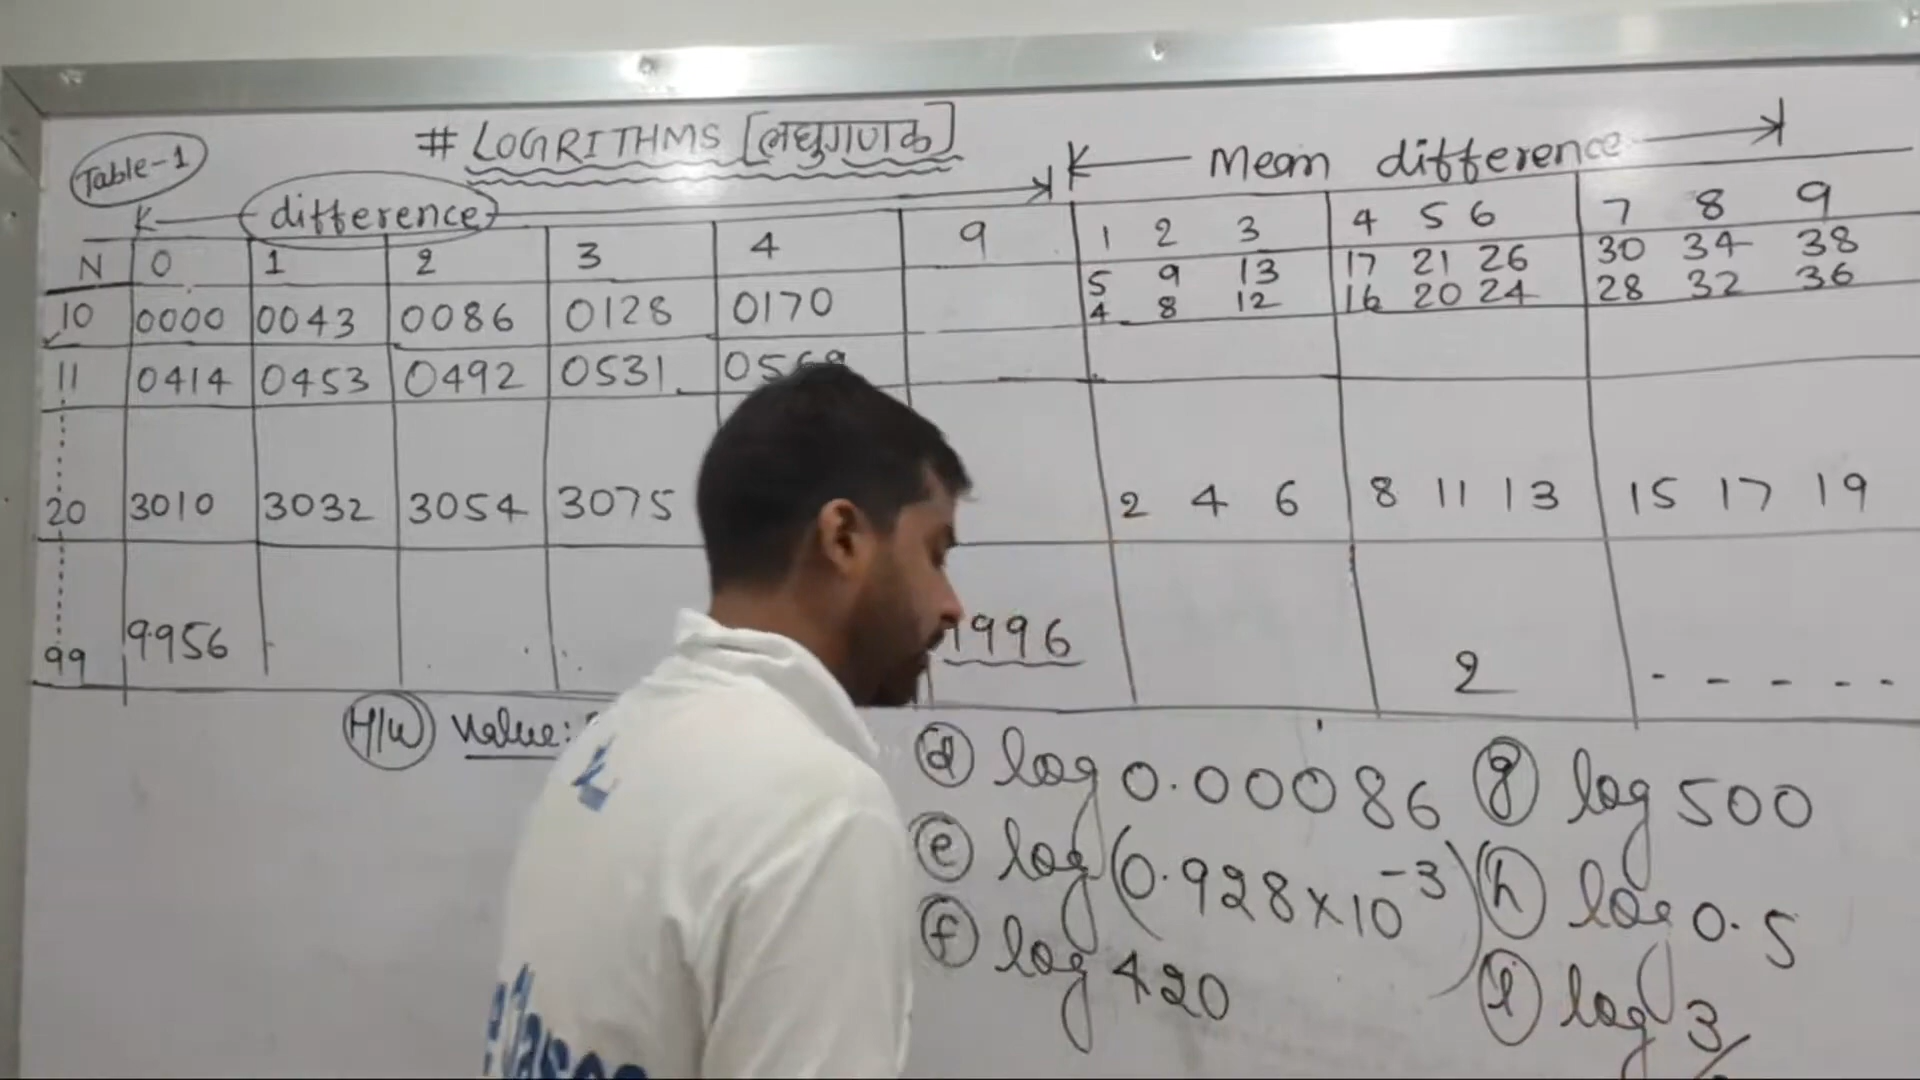 Table-1
# LOGRITHMS [लघुगणक]
difference
Mean difference
N 0 1 2 3 4 9 1 2 3 4 5 6 7 8 9
10 0000 0043 0086 0128 0170 5 9 13 17 21 26 30 34 38
4 8 12 16 20 24 28 32 36
11 0414 0453 0492 0531
20 3010 3032 3054 3075 2 4 6 8 11 13 15 17 19
99 9956 996 2 - - - - -
H/W Value:
(d) log 0.00086
(e) log (0.928×10⁻³)
(f) log 420
(g) log 500
(h) log 0.5
log 3/